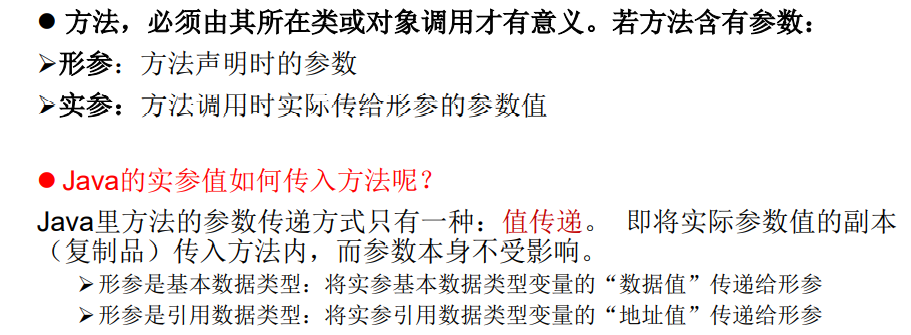 ● 方法，必须由其所在类或对象调用才有意义。若方法含有参数：
➢形参：方法声明时的参数
➢实参：方法调用时实际传给形参的参数值
● Java的实参值如何传入方法呢？
Java里方法的参数传递方式只有一种：值传递。 即将实际参数值的副本
（复制品）传入方法内，而参数本身不受影响。
➢形参是基本数据类型：将实参基本数据类型变量的“数据值”传递给形参
➢形参是引用数据类型：将实参引用数据类型变量的“地址值”传递给形参